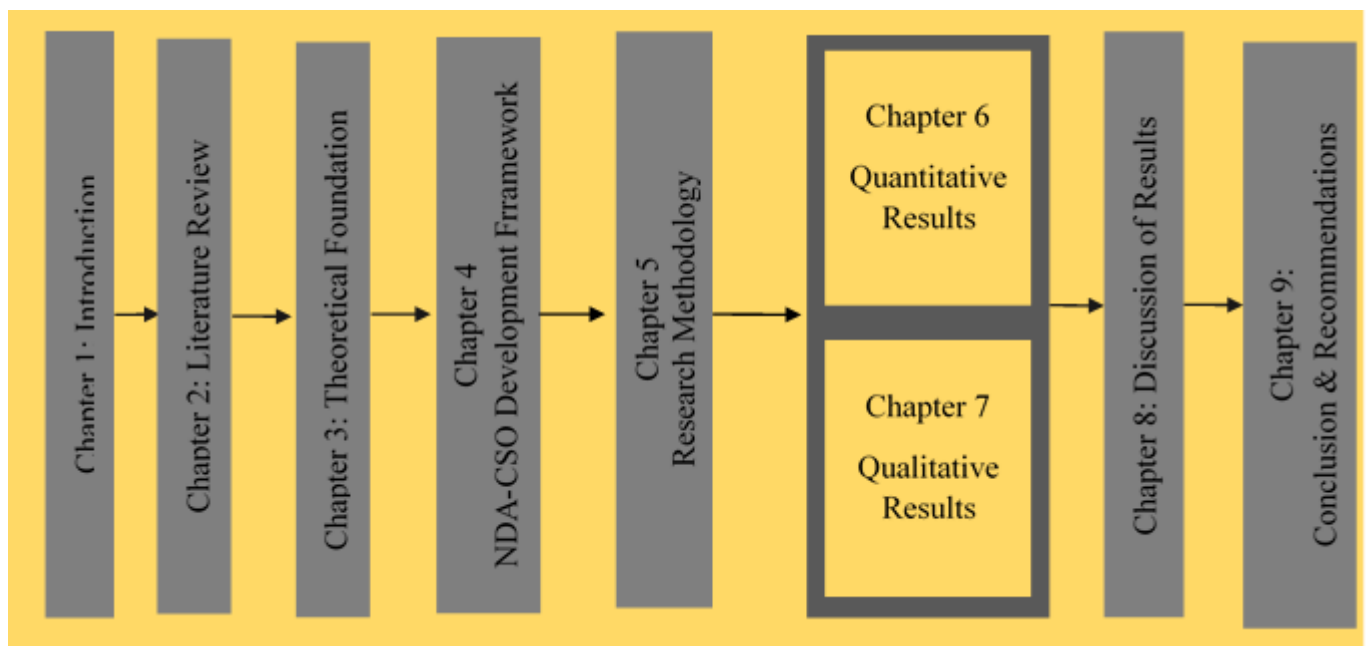 Chapter 1: Introduction
Chapter 2: Literature Review
Chapter 3: Theoretical Foundation
Chapter 4
NDA-CSO Development Frramework
Chapter 5
Research Methodology
Chapter 6
Quantitative
Results
Chapter 7
Qualitative
Results
Chapter 8: Discussion of Results
Chapter 9:
Conclusion & Recommendations